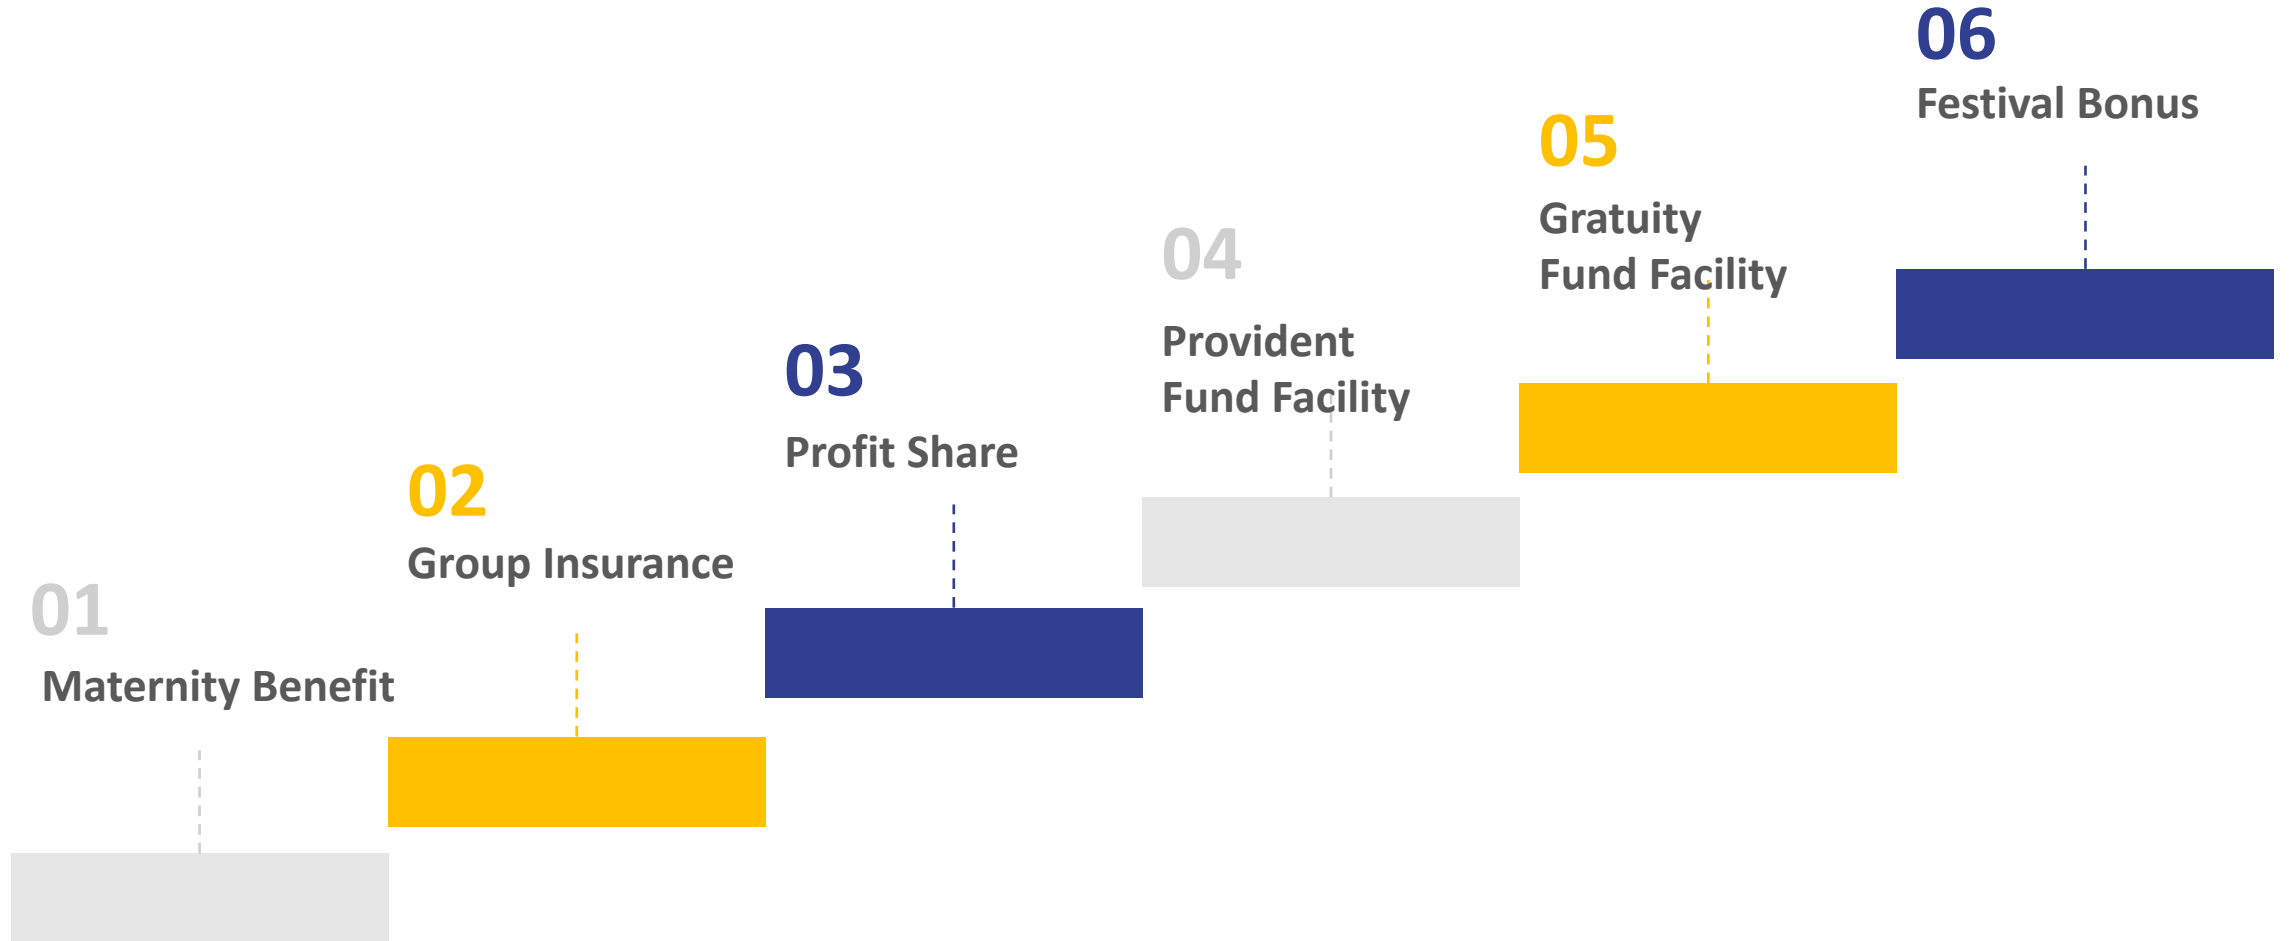 01
Maternity Benefit
02
Group Insurance
03
Profit Share
04
Provident
Fund Facility
05
Gratuity
Fund Facility
06
Festival Bonus